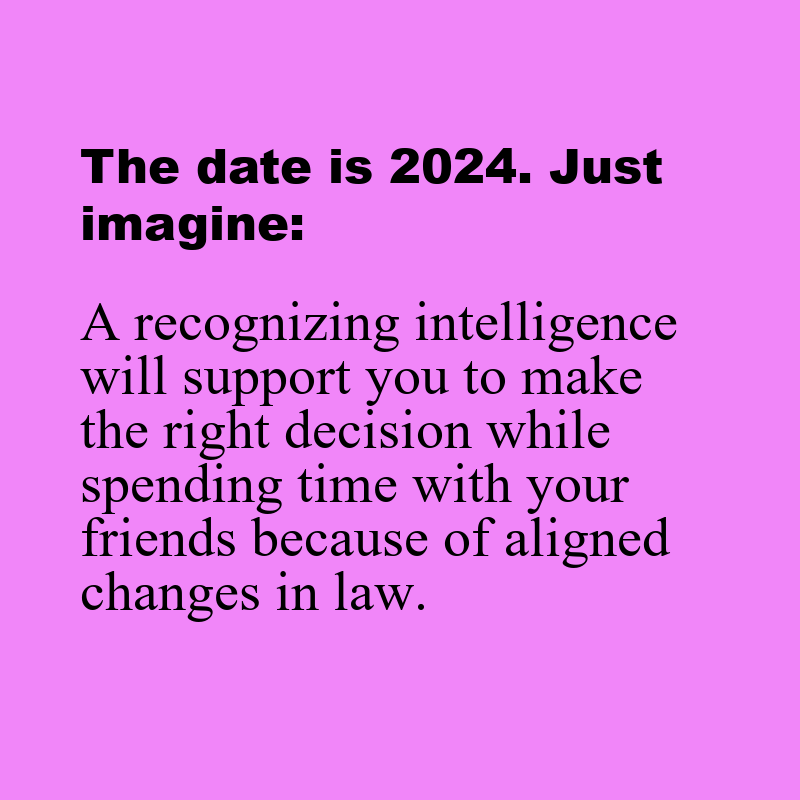 The date is 2024. Just
imagine:
A recognizing intelligence
will support you to make
the right decision while
spending time with your
friends because of aligned
changes in law.